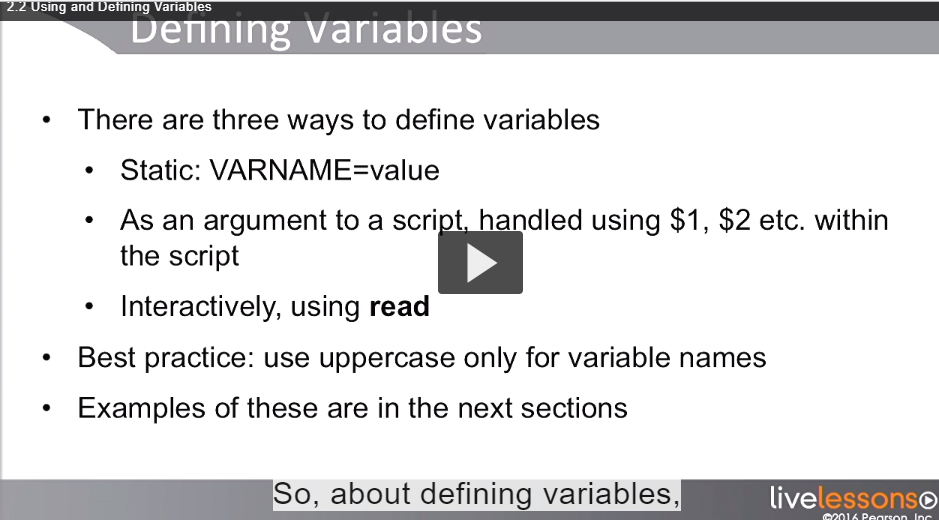 2.2 Using and Defining Variables
Defining Variables
• There are three ways to define variables
• Static: VARNAME=value
• As an argument to a script, handled using $1, $2 etc. within
the script
• Interactively, using read
• Best practice: use uppercase only for variable names
• Examples of these are in the next sections
So, about defining variables,
livelessons
©2016 Pearson, Inc.